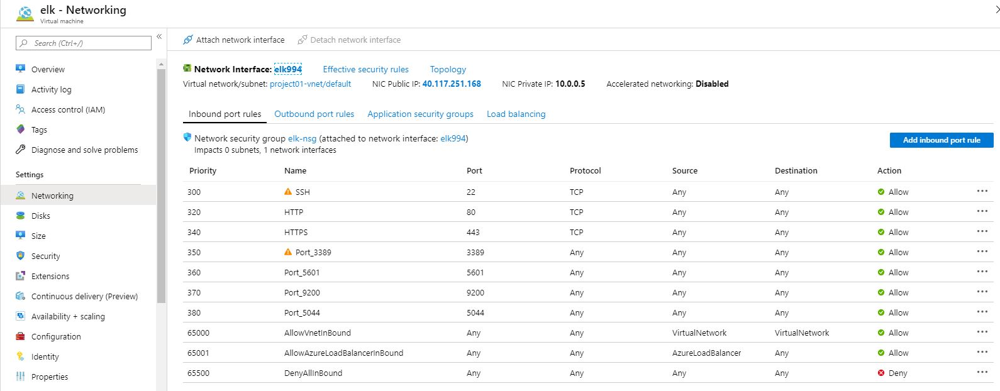 elk - Networking
Virtual machine
Search (Ctrl+/)
Overview
Activity log
Access control (IAM)
Tags
Diagnose and solve problems
Settings
Networking
Disks
Size
Security
Extensions
Continuous delivery (Preview)
Availability + scaling
Configuration
Identity
Properties
Attach network interface Detach network interface
Network Interface: elk994 Effective security rules Topology
Virtual network/subnet: project01-vnet/default NIC Public IP: 40.117.251.168 NIC Private IP: 10.0.0.5 Accelerated networking: Disabled
Inbound port rules Outbound port rules Application security groups Load balancing
Network security group elk-nsg (attached to network interface: elk994)
Impacts 0 subnets, 1 network interfaces
Add inbound port rule
Priority Name Port Protocol Source Destination Action
300 SSH 22 TCP Any Any Allow
320 HTTP 80 TCP Any Any Allow
340 HTTPS 443 TCP Any Any Allow
350 Port_3389 3389 Any Any Any Allow
360 Port_5601 5601 Any Any Any Allow
370 Port_9200 9200 Any Any Any Allow
380 Port_5044 5044 Any Any Any Allow
65000 AllowVnetInBound Any Any VirtualNetwork VirtualNetwork Allow
65001 AllowAzureLoadBalancerInBound Any Any AzureLoadBalancer Any Allow
65500 DenyAllInBound Any Any Any Any Deny